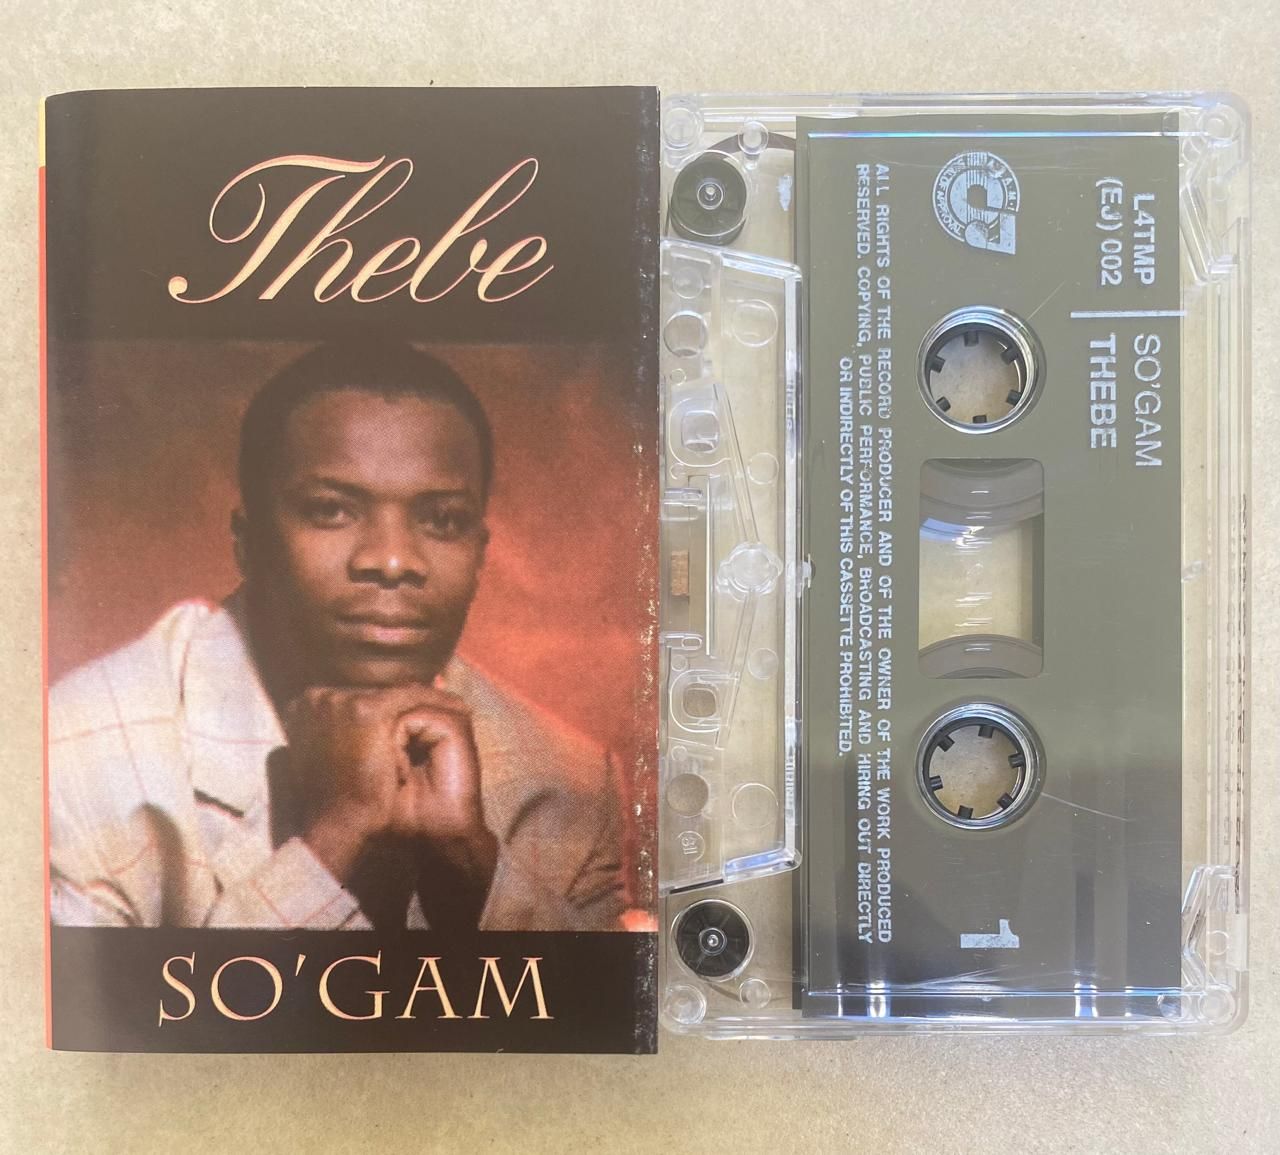 Thebe
SO'GAM
L4TMP
(EJ) 002
SO'GAM
THEBE
ALL RIGHTS OF THE RECORD PRODUCER AND OF THE OWNER OF THE WORK PRODUCED
RESERVED. COPYING, PUBLIC PERFORMANCE, BROADCASTING AND HIRING OUT DIRECTLY
OR INDIRECTLY OF THIS CASSETTE PROHIBITED.
1